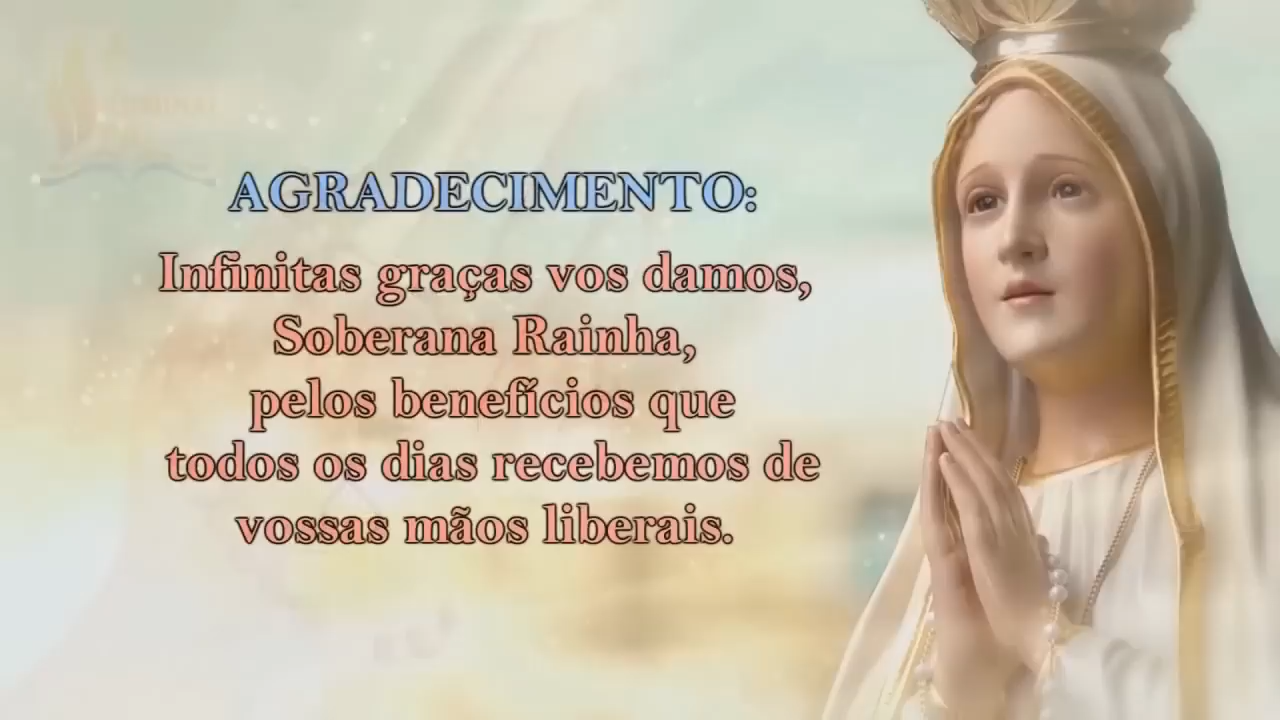 AGRADECIMENTO:
Infinitas graças vos damos,
Soberana Rainha,
pelos benefícios que
todos os dias recebemos de
vossas mãos liberais.